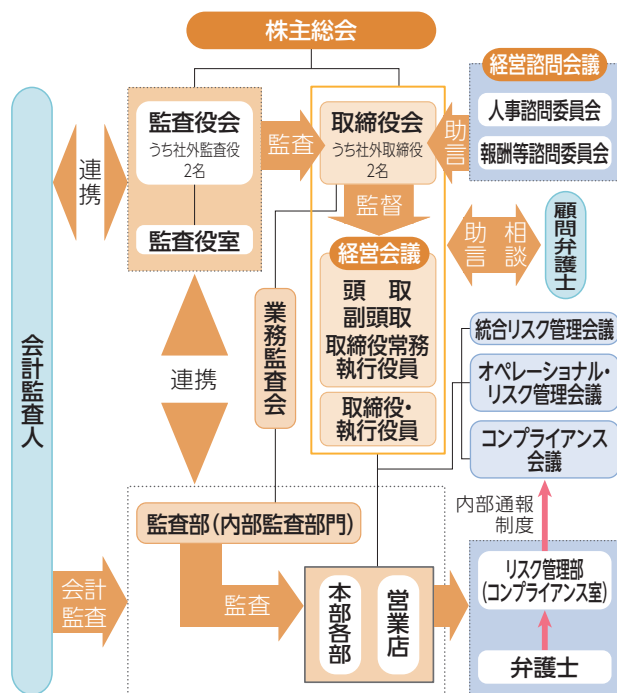 株主総会
経営諮問会議
人事諮問委員会
報酬等諮問委員会
監査役会
うち社外監査役
2名
監査
取締役会
うち社外取締役
2名
助言
連携
監督
監査役室
経営会議
助言
相談
顧問弁護士
頭 取
副頭取
取締役常務
執行役員
取締役・
執行役員
業務監査会
連携
統合リスク管理会議
オペレーショナル・
リスク管理会議
コンプライアンス
会議
会計監査人
内部通報
制度
監査部(内部監査部門)
会計
監査
監査
本部各部
営業店
リスク管理部
(コンプライアンス室)
弁護士